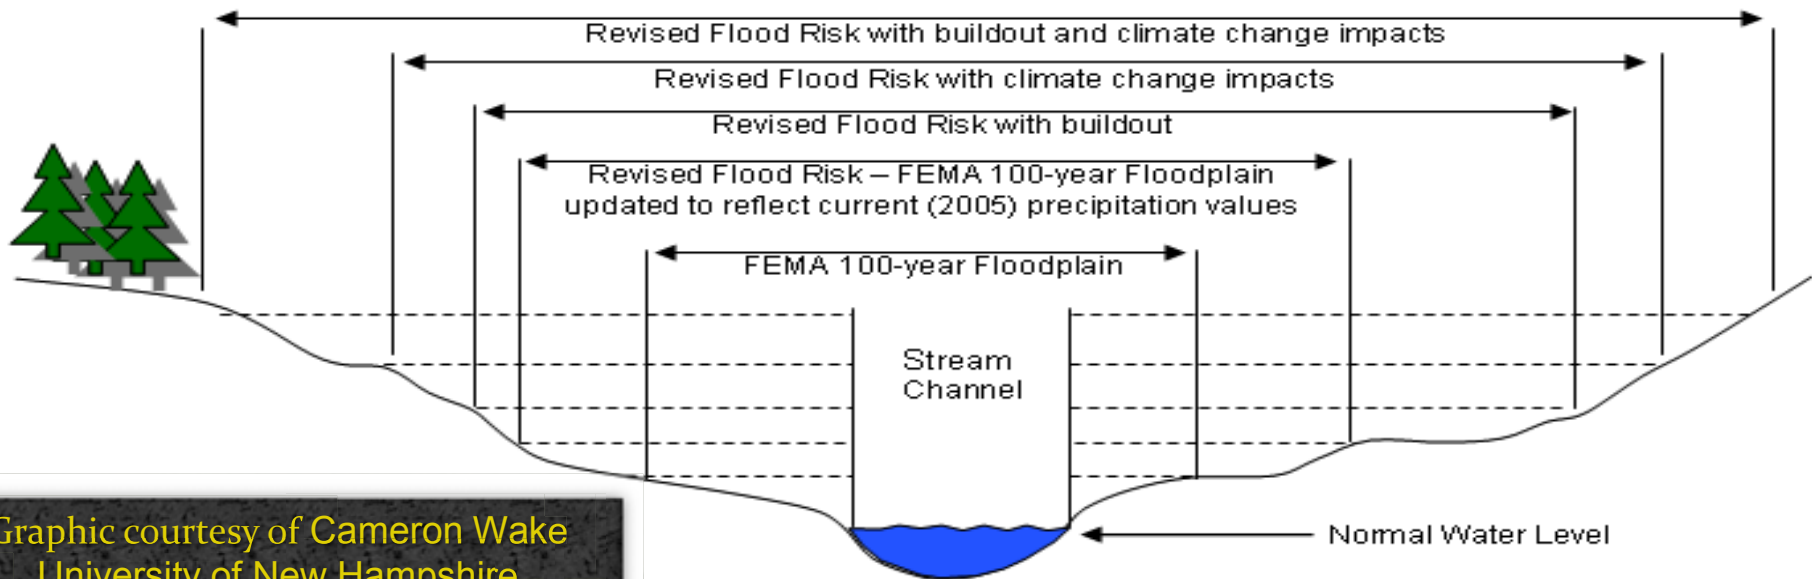 Revised Flood Risk with buildout and climate change impacts
Revised Flood Risk with climate change impacts
Revised Flood Risk with buildout
Revised Flood Risk – FEMA 100-year Floodplain
updated to reflect current (2005) precipitation values
FEMA 100-year Floodplain
Stream
Channel
Normal Water Level
Graphic courtesy of Cameron Wake
University of New Hampshire